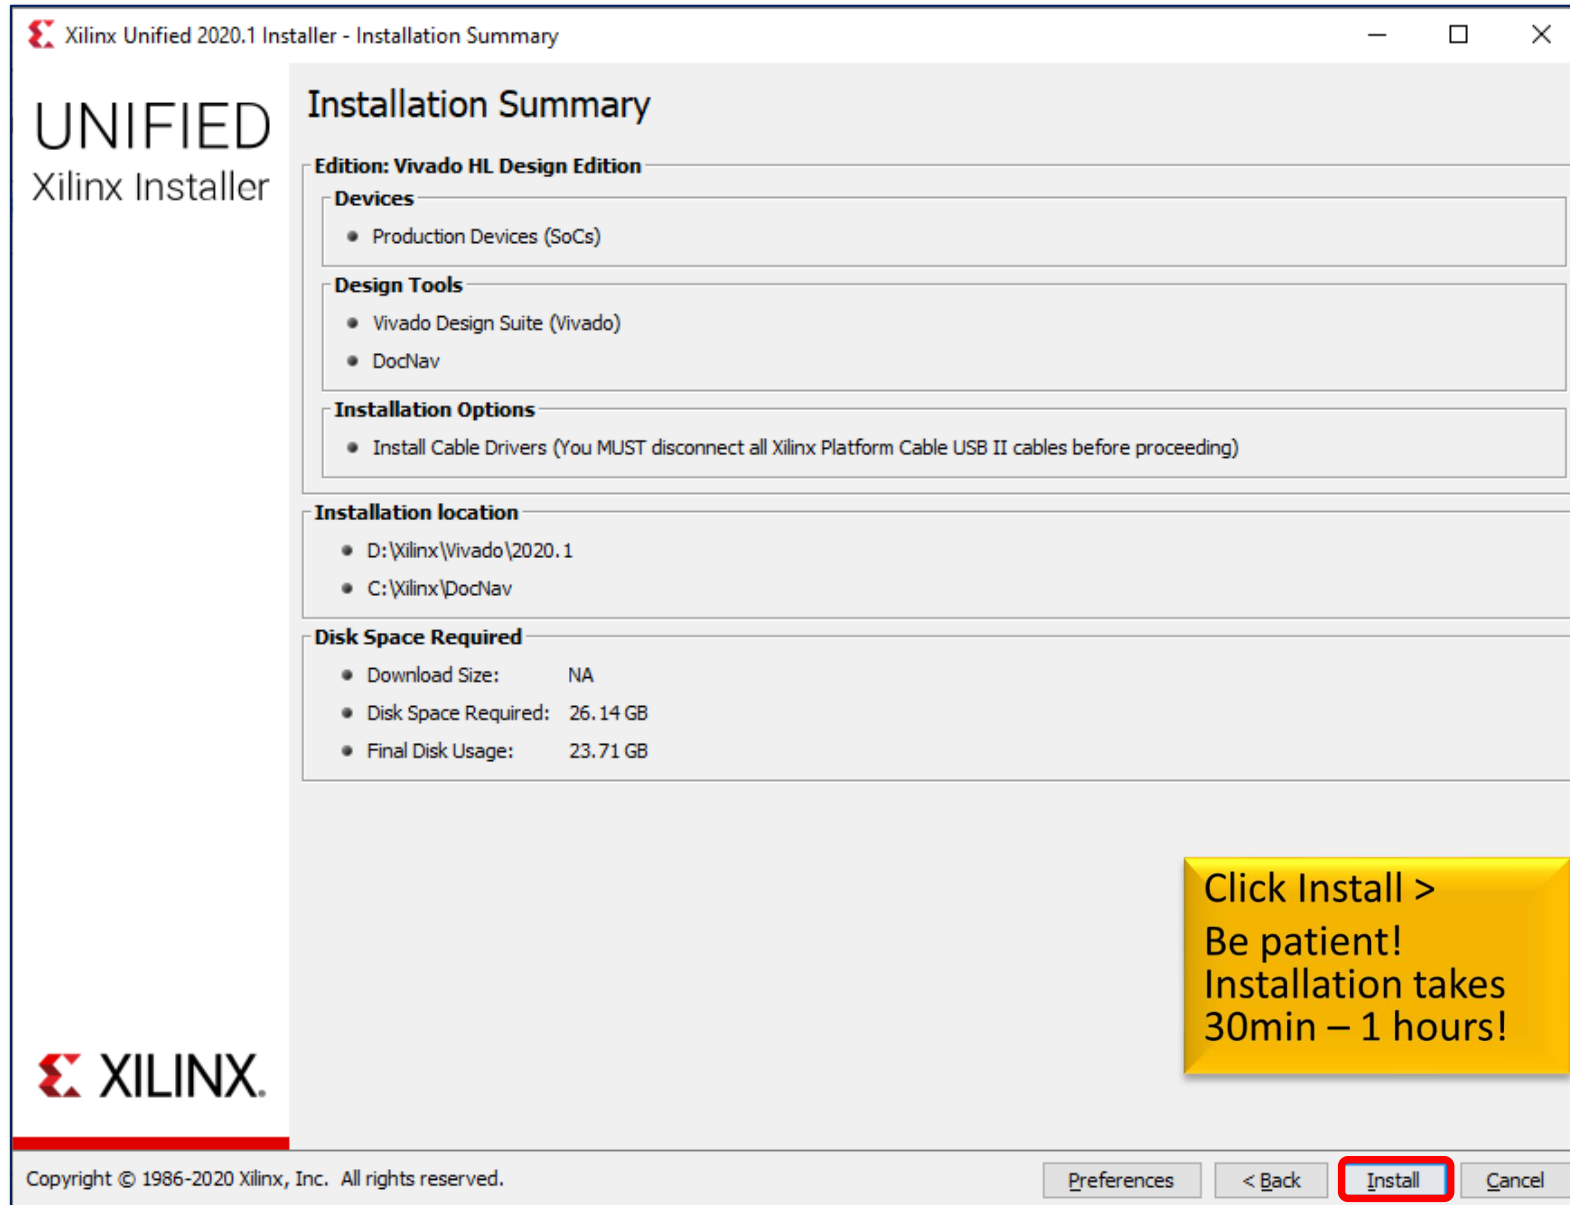 Xilinx Unified 2020.1 Installer - Installation Summary
UNIFIED
Xilinx Installer
Installation Summary
Edition: Vivado HL Design Edition
Devices
Production Devices (SoCs)
Design Tools
Vivado Design Suite (Vivado)
DocNav
Installation Options
Install Cable Drivers (You MUST disconnect all Xilinx Platform Cable USB II cables before proceeding)
Installation location
D:\Xilinx\Vivado\2020.1
C:\Xilinx\DocNav
Disk Space Required
Download Size: NA
Disk Space Required: 26.14 GB
Final Disk Usage: 23.71 GB
Click Install >
Be patient!
Installation takes
30min – 1 hours!
XILINX.
Copyright © 1986-2020 Xilinx, Inc. All rights reserved.
Preferences < Back Install Cancel